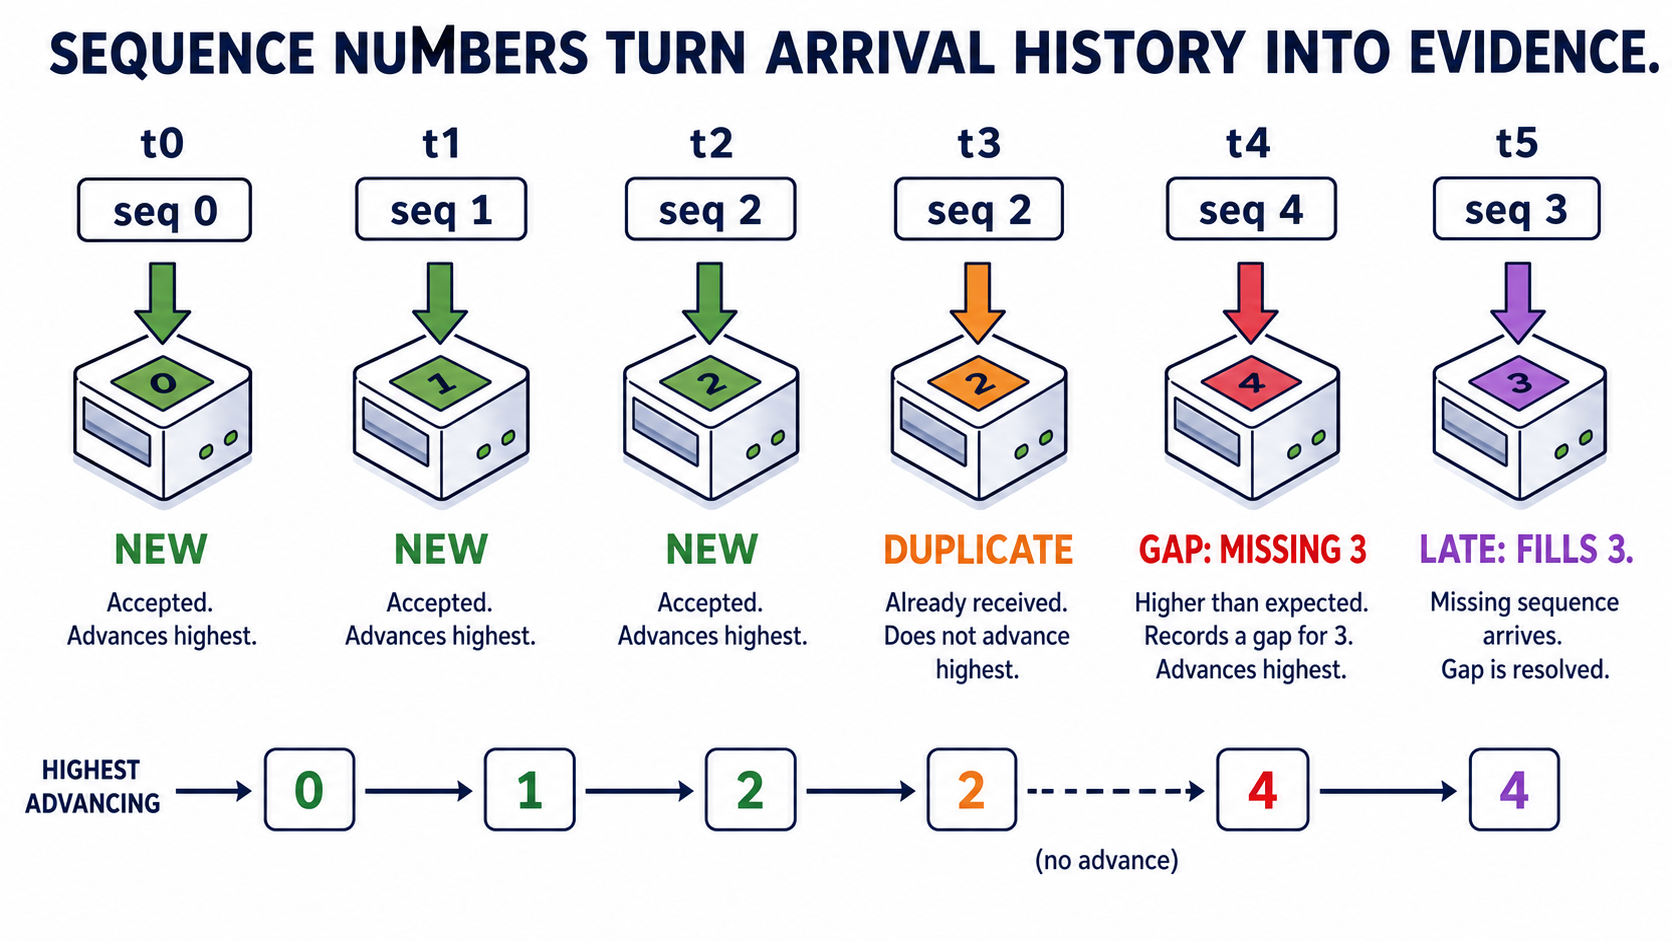 SEQUENCE NUMBERS TURN ARRIVAL HISTORY INTO EVIDENCE.
t0
seq 0
0
NEW
Accepted.
Advances highest.
t1
seq 1
1
NEW
Accepted.
Advances highest.
t2
seq 2
2
NEW
Accepted.
Advances highest.
t3
seq 2
2
DUPLICATE
Already received.
Does not advance
highest.
t4
seq 4
4
GAP: MISSING 3
Higher than expected.
Records a gap for 3.
Advances highest.
t5
seq 3
3
LATE: FILLS 3.
Missing sequence
arrives.
Gap is resolved.
HIGHEST
ADVANCING
0
1
2
2
4
4
(no advance)